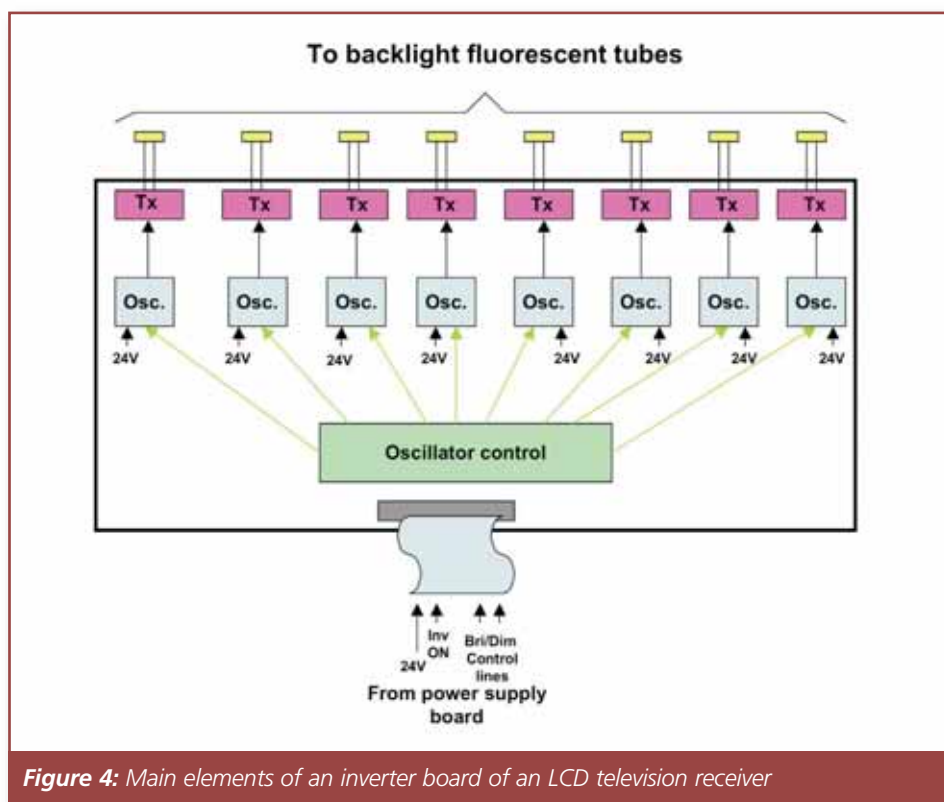 To backlight fluorescent tubes
Tx Tx Tx Tx Tx Tx Tx Tx
Osc. Osc. Osc. Osc. Osc. Osc. Osc. Osc.
24V 24V 24V 24V 24V 24V 24V 24V
Oscillator control
24V
Inv
ON
Bri/Dim
Control
lines
From power supply
board
Figure 4: Main elements of an inverter board of an LCD television receiver